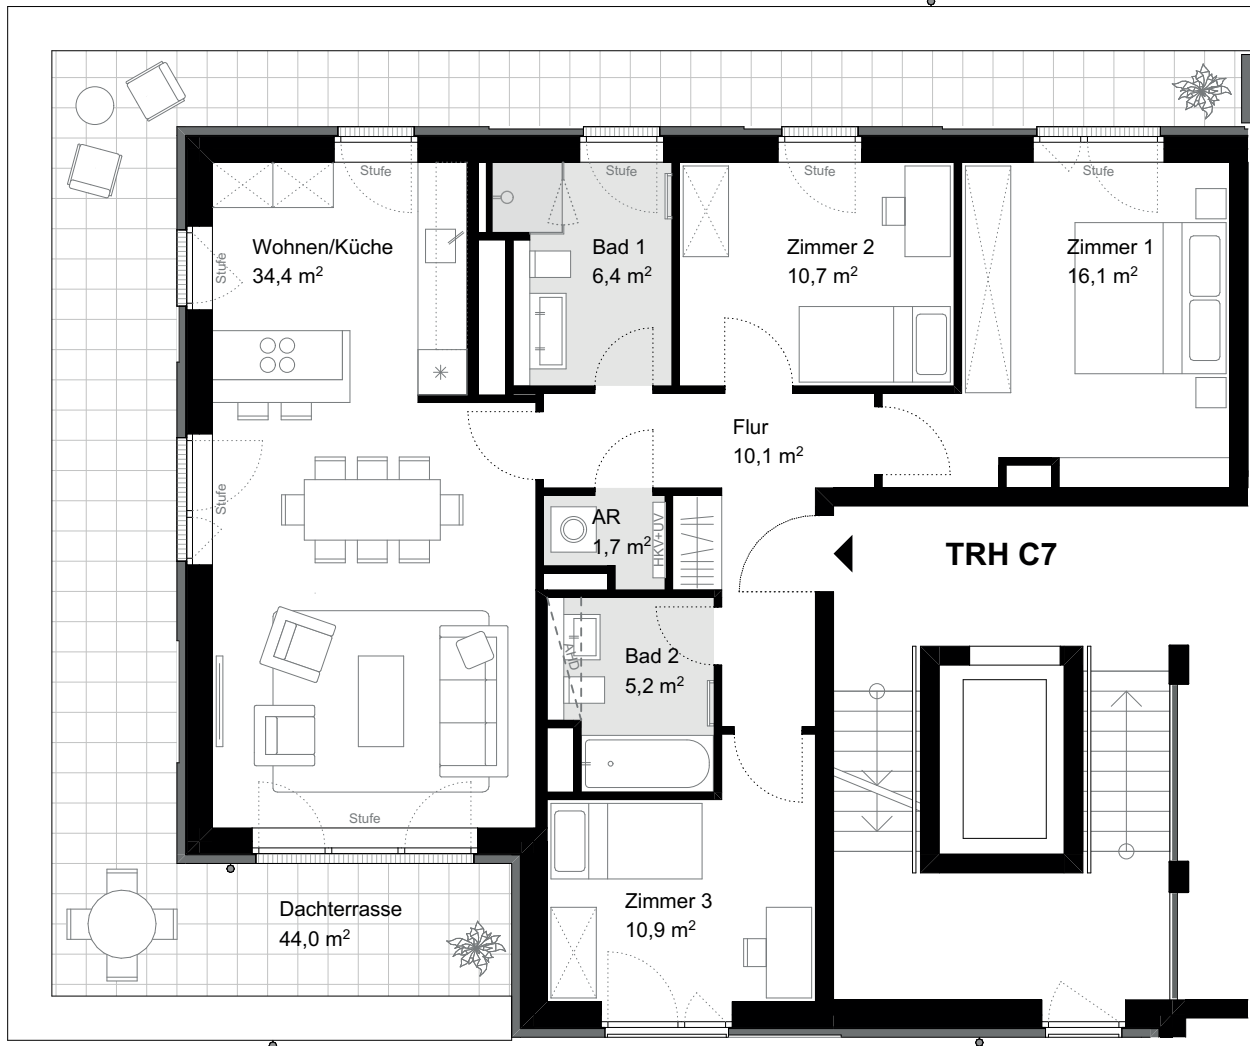 Stufe
Stufe
Stufe
Stufe
Wohnen/Küche
34,4 m²
Bad 1
6,4 m²
Zimmer 2
10,7 m²
Zimmer 1
16,1 m²
Stufe
Flur
10,1 m²
Stufe
AR
1,7 m²
HKV+UV
TRH C7
Bad 2
5,2 m²
AHD
Stufe
Zimmer 3
10,9 m²
Dachterrasse
44,0 m²